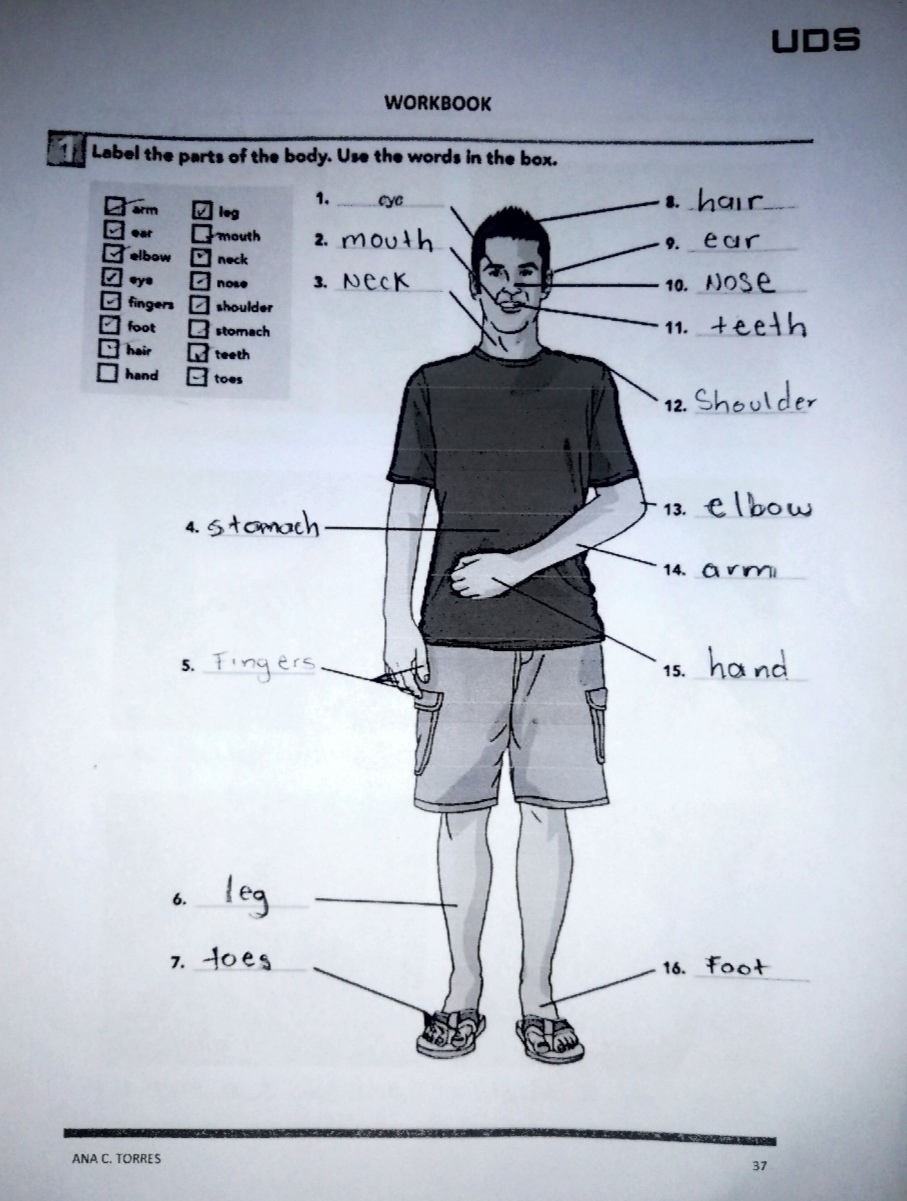 UDS
WORKBOOK
1 Label the parts of the body. Use the words in the box.
arm
ear
elbow
eye
fingers
foot
hair
hand
leg
mouth
neck
nose
shoulder
stomach
teeth
toes
1. eye
2. mouth
3. Neck
4. stomach
5. Fingers
6. leg
7. toes
8. hair
9. ear
10. Nose
11. teeth
12. Shoulder
13. elbow
14. arm
15. hand
16. Foot
ANA C. TORRES
37